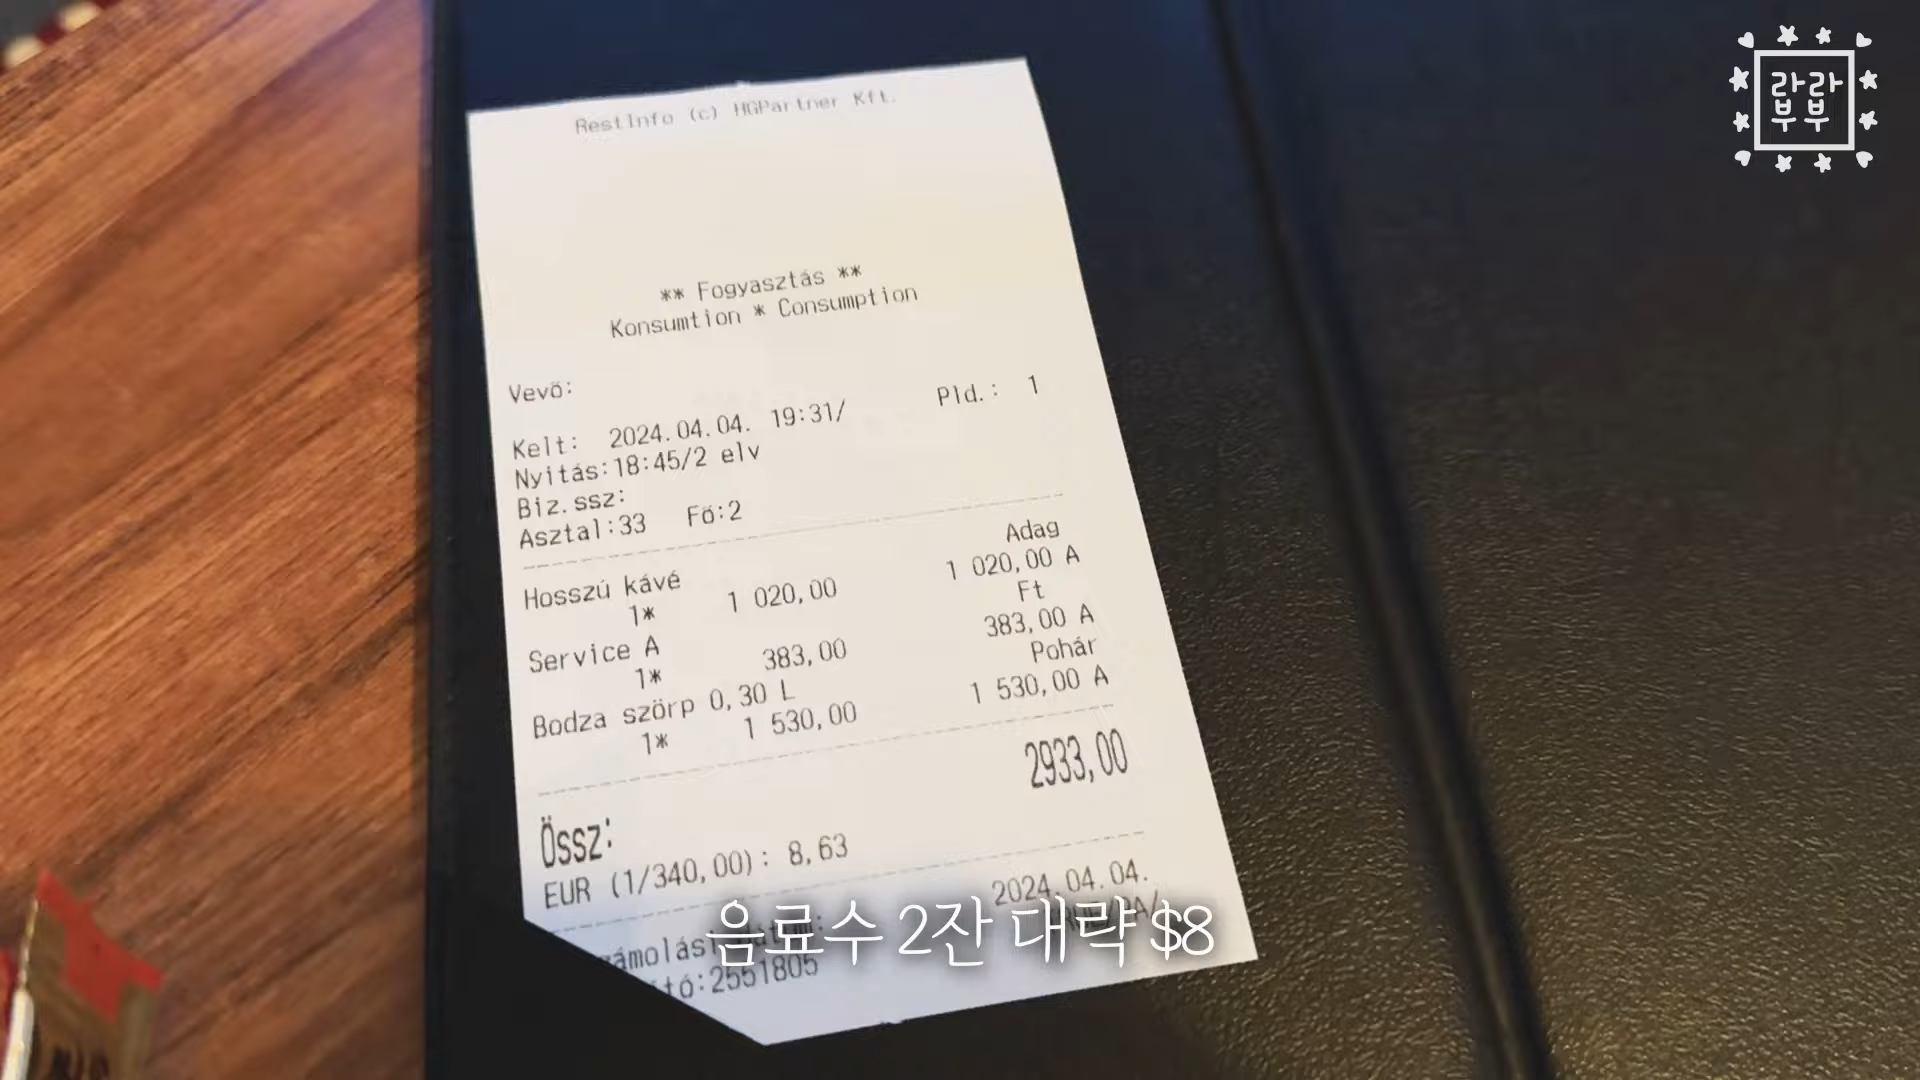 랍랍
부부
RestInfo (c) HGPartner Kft.
** Fogyasztás **
Konsumtion * Consumption
Vevő:
Kelt: 2024.04.04. 19:31/ Pld.: 1
Nyitás:18:45/2 elv
Biz.ssz:
Asztal:33 Fő:2
Adag
Hosszú kávé
1* 1 020,00 1 020,00 A
Ft
Service A
1* 383,00 383,00 A
Pohár
Bodza szörp 0,30 L
1* 1 530,00 1 530,00 A
Össz: 2933,00
EUR (1/340,00): 8,63
2024.04.04.
tó:2551805
음료수 2잔 대략 $8